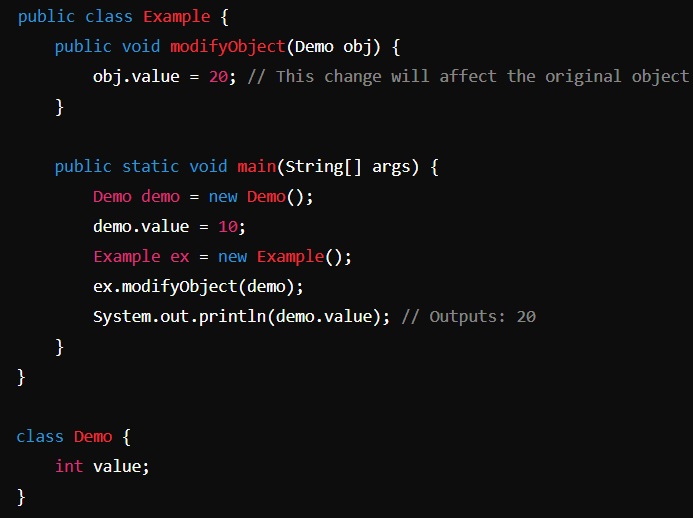 public class Example {
    public void modifyObject(Demo obj) {
        obj.value = 20; // This change will affect the original object
    }

    public static void main(String[] args) {
        Demo demo = new Demo();
        demo.value = 10;
        Example ex = new Example();
        ex.modifyObject(demo);
        System.out.println(demo.value); // Outputs: 20
    }
}

class Demo {
    int value;
}